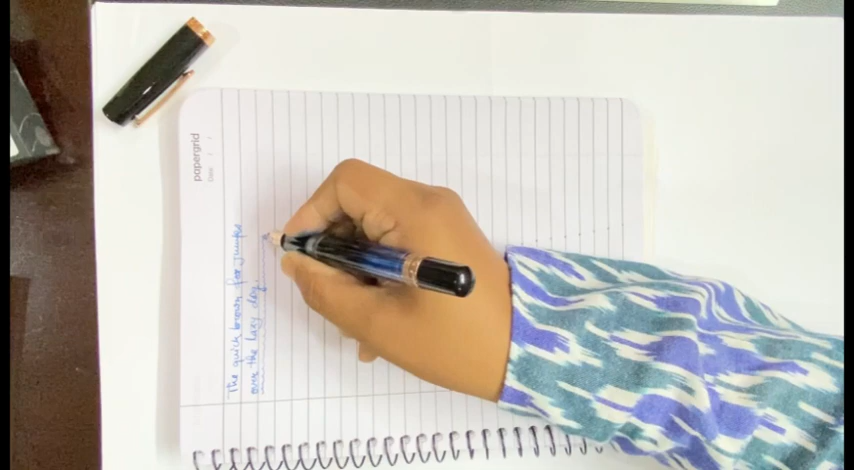 papergrid
Date: / /
The quick brown fox jumps
over the lazy dog.